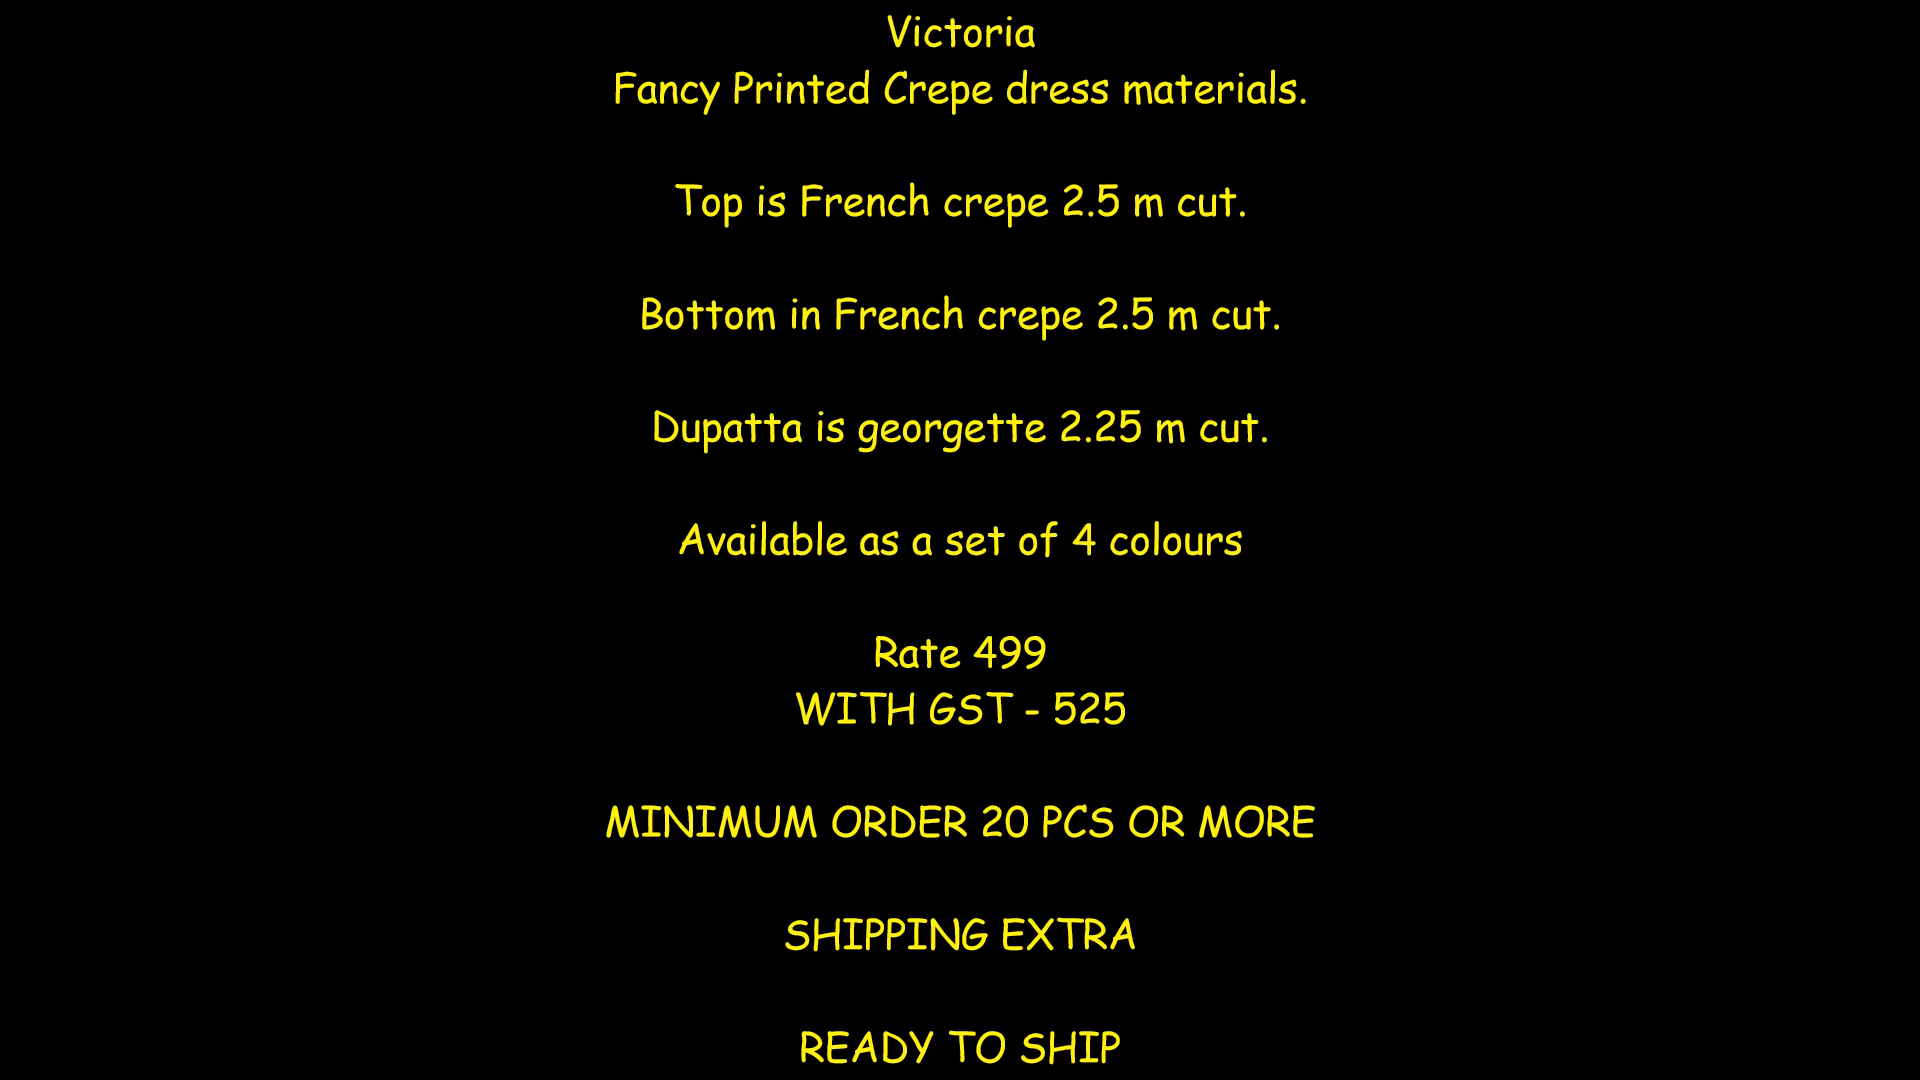 Victoria
Fancy Printed Crepe dress materials.
Top is French crepe 2.5 m cut.
Bottom in French crepe 2.5 m cut.
Dupatta is georgette 2.25 m cut.
Available as a set of 4 colours
Rate 499
WITH GST - 525
MINIMUM ORDER 20 PCS OR MORE
SHIPPING EXTRA
READY TO SHIP